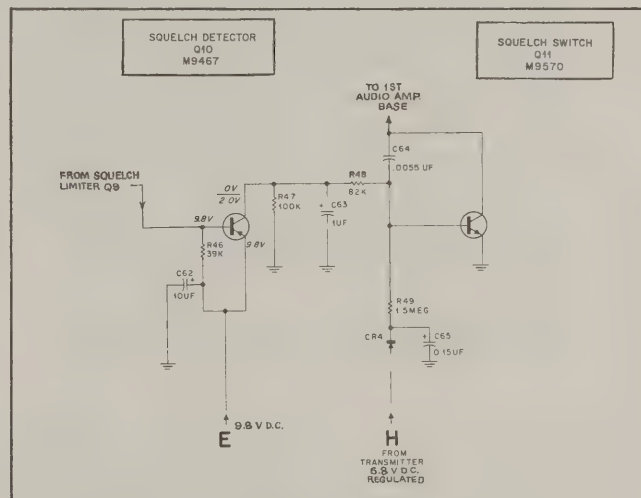 SQUELCH DETECTOR
Q10
M9467
SQUELCH SWITCH
Q11
M9570
TO 1ST
AUDIO AMP.
BASE
C64
.0055 UF
FROM SQUELCH
LIMITER Q9
0V
2.0V
R48
82K
R47
100K
+ C63
1UF
9.8V
9.8V
R46
39K
C62
+
10UF
R49
1.5MEG
CR4
+ C65
0.15UF
E
9.8 V D.C.
H
FROM
TRANSMITTER
6.8 V D.C.
REGULATED